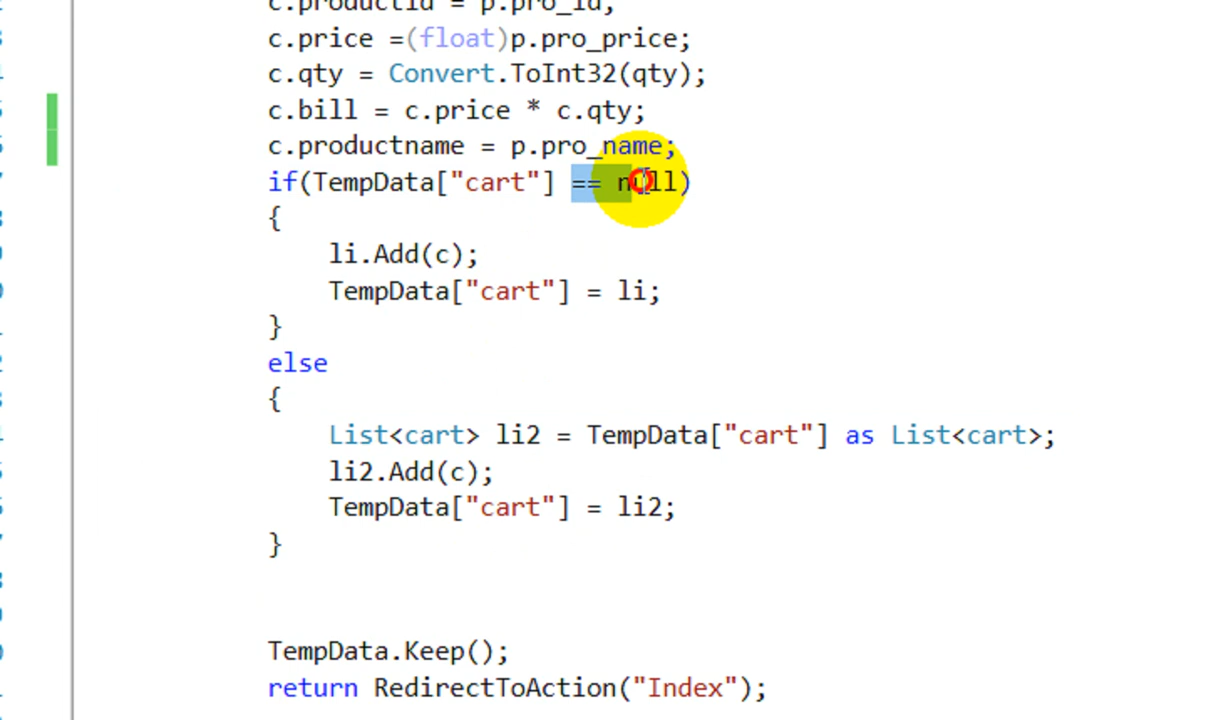 c.productid = p.pro_id;
c.price =(float)p.pro_price;
c.qty = Convert.ToInt32(qty);
c.bill = c.price * c.qty;
c.productname = p.pro_name;
if(TempData["cart"] == null)
{
li.Add(c);
TempData["cart"] = li;
}
else
{
List<cart> li2 = TempData["cart"] as List<cart>;
li2.Add(c);
TempData["cart"] = li2;
}
TempData.Keep();
return RedirectToAction("Index");